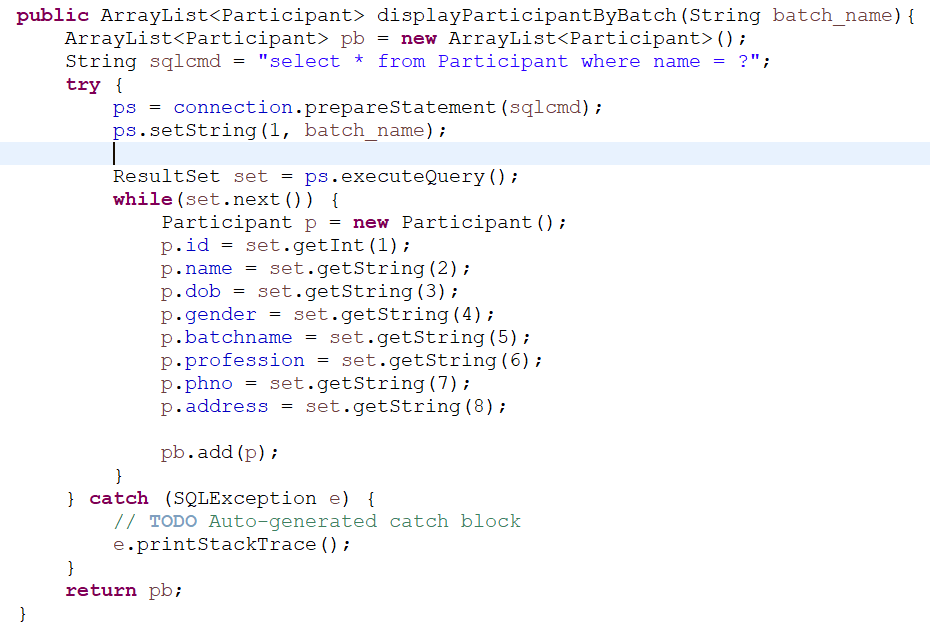 public ArrayList<Participant> displayParticipantByBatch(String batch_name){
    ArrayList<Participant> pb = new ArrayList<Participant>();
    String sqlcmd = "select * from Participant where name = ?";
    try {
        ps = connection.prepareStatement(sqlcmd);
        ps.setString(1, batch_name);
        ResultSet set = ps.executeQuery();
        while(set.next()) {
            Participant p = new Participant();
            p.id = set.getInt(1);
            p.name = set.getString(2);
            p.dob = set.getString(3);
            p.gender = set.getString(4);
            p.batchname = set.getString(5);
            p.profession = set.getString(6);
            p.phno = set.getString(7);
            p.address = set.getString(8);
            pb.add(p);
        }
    } catch (SQLException e) {
        // TODO Auto-generated catch block
        e.printStackTrace();
    }
    return pb;
}